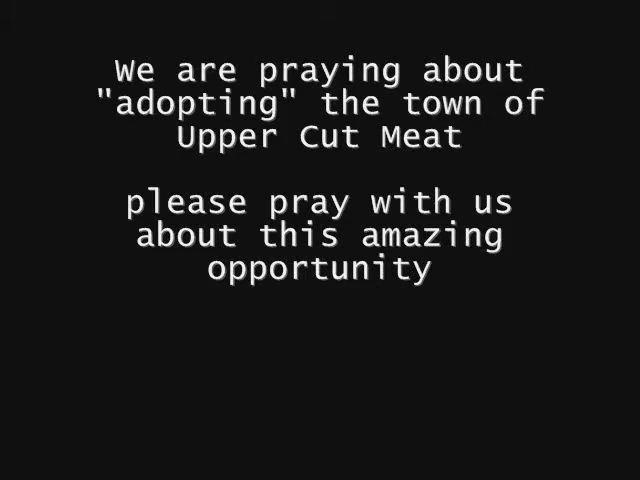 We are praying about
"adopting" the town of
Upper Cut Meat
please pray with us
about this amazing
opportunity